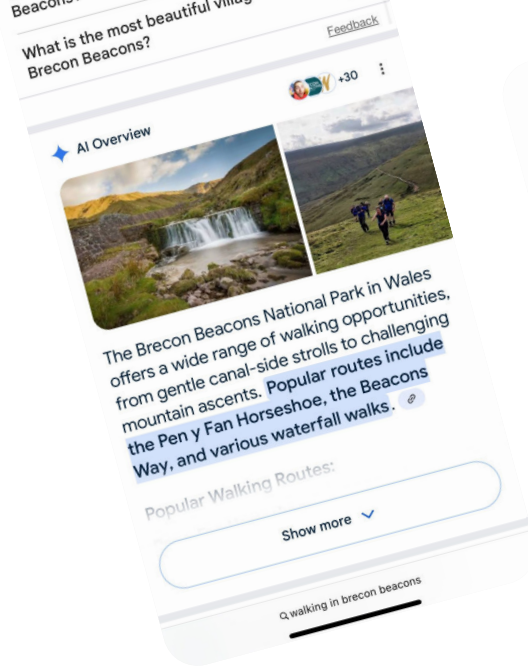 Beacons?
What is the most beautiful villag
Brecon Beacons?
Feedback
+30
AI Overview
The Brecon Beacons National Park in Wales
offers a wide range of walking opportunities,
from gentle canal-side strolls to challenging
mountain ascents. Popular routes include
the Pen y Fan Horseshoe, the Beacons
Way, and various waterfall walks.
Popular Walking Routes:
Show more
walking in brecon beacons